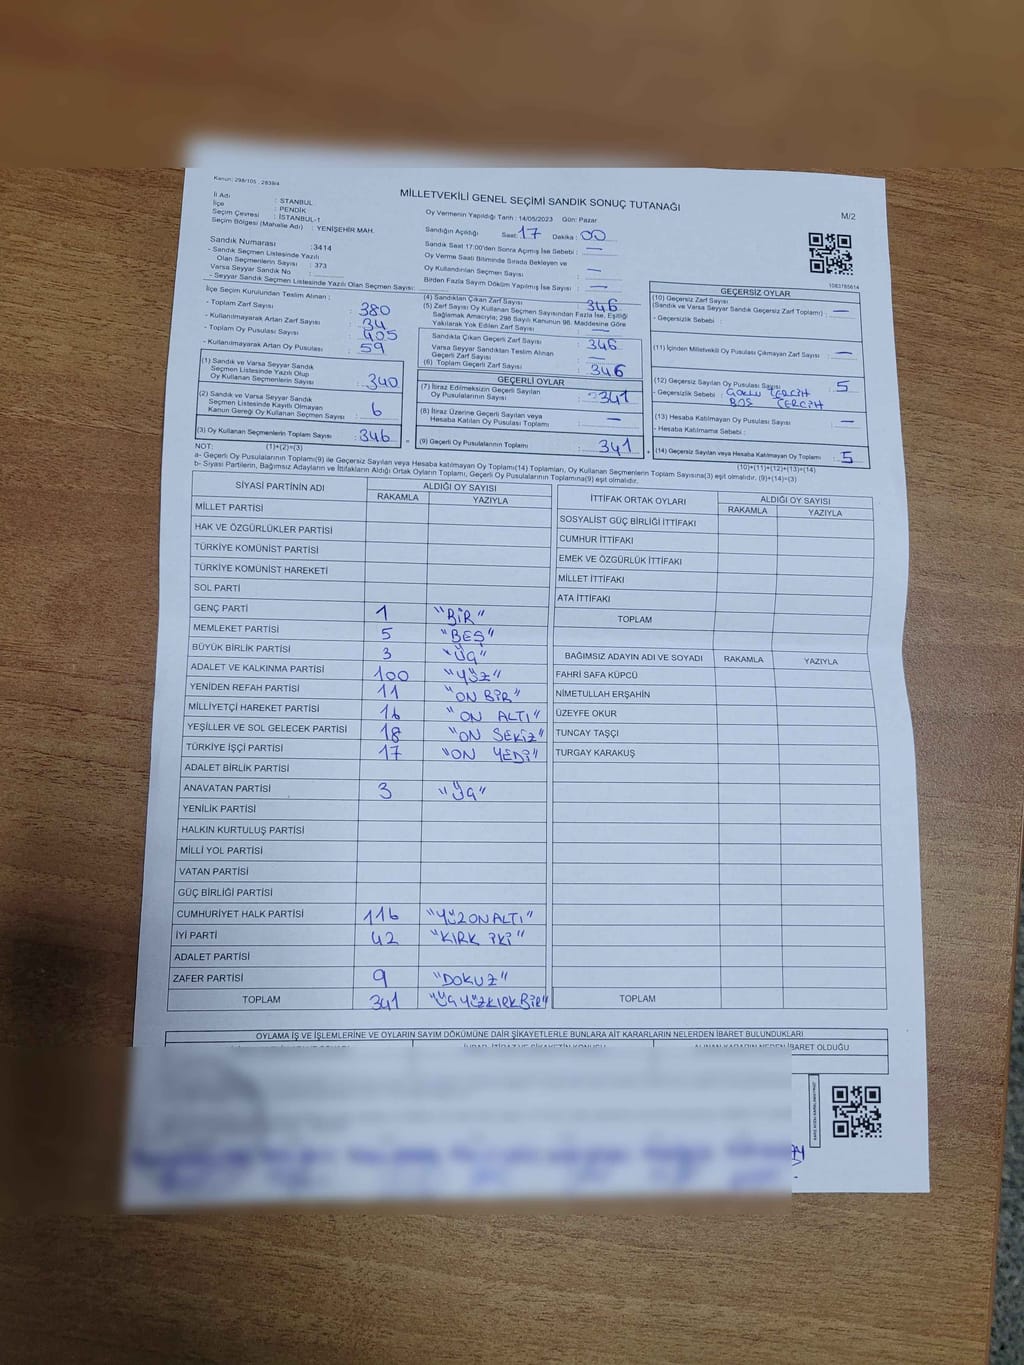 Kanun: 298/105 , 2839/4
MİLLETVEKİLİ GENEL SEÇİMİ SANDIK SONUÇ TUTANAĞI
M/2
İl Adı : STANBUL
İlçe : PENDİK
Seçim Çevresi : İSTANBUL-1
Seçim Bölgesi (Mahalle Adı) : YENİŞEHİR MAH.
Sandık Numarası : 3414
- Sandık Seçmen Listesinde Yazılı
Olan Seçmenlerin Sayısı : 373
Varsa Seyyar Sandık No :
- Seyyar Sandık Seçmen Listesinde Yazılı Olan Seçmen Sayısı:
Oy Vermenin Yapıldığı Tarih : 14/05/2023 Gün: Pazar
Sandığın Açıldığı Saat: 17 Dakika : 00
Sandık Saat 17:00'den Sonra Açılmış İse Sebebi : —
Oy Verme Saati Bitiminde Sırada Bekleyen ve
Oy Kullandırılan Seçmen Sayısı : —
Birden Fazla Sayım Döküm Yapılmış İse Sayısı : —
1083785614
İlçe Seçim Kurulundan Teslim Alınan :
- Toplam Zarf Sayısı : 380
- Kullanılmayarak Artan Zarf Sayısı : 34
- Toplam Oy Pusulası Sayısı : 405
- Kullanılmayarak Artan Oy Pusulası : 59
(1) Sandık ve Varsa Seyyar Sandık
Seçmen Listesinde Yazılı Olup
Oy Kullanan Seçmenlerin Sayısı : 340
(2) Sandık ve Varsa Seyyar Sandık
Seçmen Listesinde Kayıtlı Olmayan
Kanun Gereği Oy Kullanan Seçmen Sayısı : 6
(3) Oy Kullanan Seçmenlerin Toplam Sayısı : 346
(4) Sandıktan Çıkan Zarf Sayısı : 346
(5) Zarf Sayısı Oy Kullanan Seçmen Sayısından Fazla İse, Eşitliği
Sağlamak Amacıyla; 298 Sayılı Kanunun 98. Maddesine Göre
Yakılarak Yok Edilen Zarf Sayısı : —
Sandıkta Çıkan Geçerli Zarf Sayısı : 346
Varsa Seyyar Sandıktan Teslim Alınan
Geçerli Zarf Sayısı : —
(6) Toplam Geçerli Zarf Sayısı : 346
GEÇERLİ OYLAR
(7) İtiraz Edilmeksizin Geçerli Sayılan
Oy Pusulasının Sayısı : 341
(8) İtiraz Üzerine Geçerli Sayılan veya
Hesaba Katılan Oy Pusulası Toplamı : —
(9) Geçerli Oy Pusulalarının Toplamı : 341
GEÇERSİZ OYLAR
(10) Geçersiz Zarf Sayısı
(Sandık ve Varsa Seyyar Sandık Geçersiz Zarf Toplamı) : —
- Geçersizlik Sebebi :
(11) İçinden Milletvekili Oy Pusulası Çıkmayan Zarf Sayısı : —
(12) Geçersiz Sayılan Oy Pusulası Sayısı : 5
- Geçersizlik Sebebi : ÇOKLU TERCİH
BOŞ TERCİH
(13) Hesaba Katılmayan Oy Pusulası Sayısı : —
- Hesaba Katılmama Sebebi :
(14) Geçersiz Sayılan veya Hesaba Katılmayan Oy Toplamı : 5
NOT: (1)+(2)=(3)
(10)+(11)+(12)+(13)=(14)
a- Geçerli Oy Pusulalarının Toplamı(9) ile Geçersiz Sayılan veya Hesaba katılmayan Oy Toplamı(14) Toplamları, Oy Kullanan Seçmenlerin Toplam Sayısına(3) eşit olmalıdır. (9)+(14)=(3)
b- Siyasi Partilerin, Bağımsız Adayların ve İttifakların Aldığı Ortak Oyların Toplamı, Geçerli Oy Pusulalarının Toplamına(9) eşit olmalıdır.
SİYASİ PARTİNİN ADI ALDIĞI OY SAYISI
RAKAMLA YAZIYLA
MİLLET PARTİSİ
HAK VE ÖZGÜRLÜKLER PARTİSİ
TÜRKİYE KOMÜNİST PARTİSİ
TÜRKİYE KOMÜNİST HAREKETİ
SOL PARTİ
GENÇ PARTİ 1 "BİR"
MEMLEKET PARTİSİ 5 "BEŞ"
BÜYÜK BİRLİK PARTİSİ 3 "ÜÇ"
ADALET VE KALKINMA PARTİSİ 100 "YÜZ"
YENİDEN REFAH PARTİSİ 11 "ON BİR"
MİLLİYETÇİ HAREKET PARTİSİ 16 "ON ALTI"
YEŞİLLER VE SOL GELECEK PARTİSİ 18 "ON SEKİZ"
TÜRKİYE İŞÇİ PARTİSİ 17 "ON YEDİ"
ADALET BİRLİK PARTİSİ
ANAVATAN PARTİSİ 3 "ÜÇ"
YENİLİK PARTİSİ
HALKIN KURTULUŞ PARTİSİ
MİLLİ YOL PARTİSİ
VATAN PARTİSİ
GÜÇ BİRLİĞİ PARTİSİ
CUMHURİYET HALK PARTİSİ 116 "YÜZ ON ALTI"
İYİ PARTİ 42 "KIRK İKİ"
ADALET PARTİSİ
ZAFER PARTİSİ 9 "DOKUZ"
TOPLAM 341 "ÜÇYÜZKIRKBİR"
İTTİFAK ORTAK OYLARI ALDIĞI OY SAYISI
RAKAMLA YAZIYLA
SOSYALİST GÜÇ BİRLİĞİ İTTİFAKI
CUMHUR İTTİFAKI
EMEK VE ÖZGÜRLÜK İTTİFAKI
MİLLET İTTİFAKI
ATA İTTİFAKI
TOPLAM
BAĞIMSIZ ADAYIN ADI VE SOYADI RAKAMLA YAZIYLA
FAHRİ SAFA KÜPCÜ
NİMETULLAH ERŞAHİN
ÜZEYFE OKUR
TUNCAY TAŞÇI
TURGAY KARAKUŞ
TOPLAM
OYLAMA İŞ VE İŞLEMLERİNE VE OYLARIN SAYIM DÖKÜMÜNE DAİR ŞİKAYETLERLE BUNLARA AİT KARARLARIN NELERDEN İBARET BULUNDUKLARI
ALINAN KARARIN NEDEN İBARET OLDUĞU